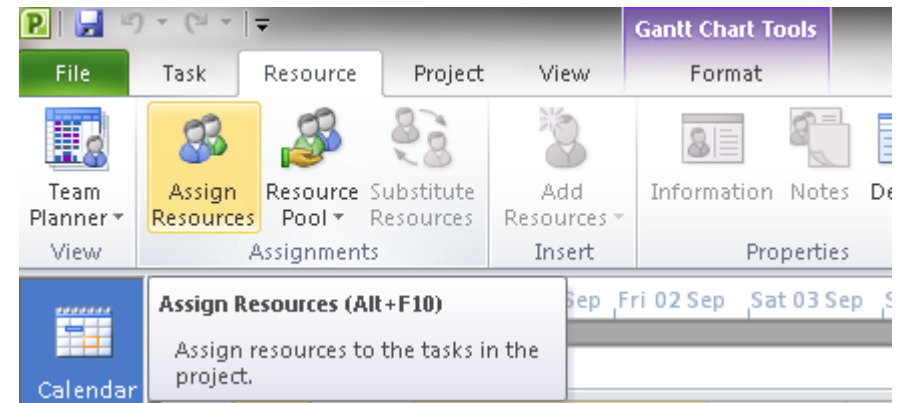 Gantt Chart Tools
File Task Resource Project View Format
Team Planner
Assign Resources
Resource Pool
Substitute Resources
Add Resources
Information
Notes
View
Assignments
Insert
Properties
Sep Fri 02 Sep Sat 03 Sep
Assign Resources (Alt+F10)
Assign resources to the tasks in the
project.
Calendar